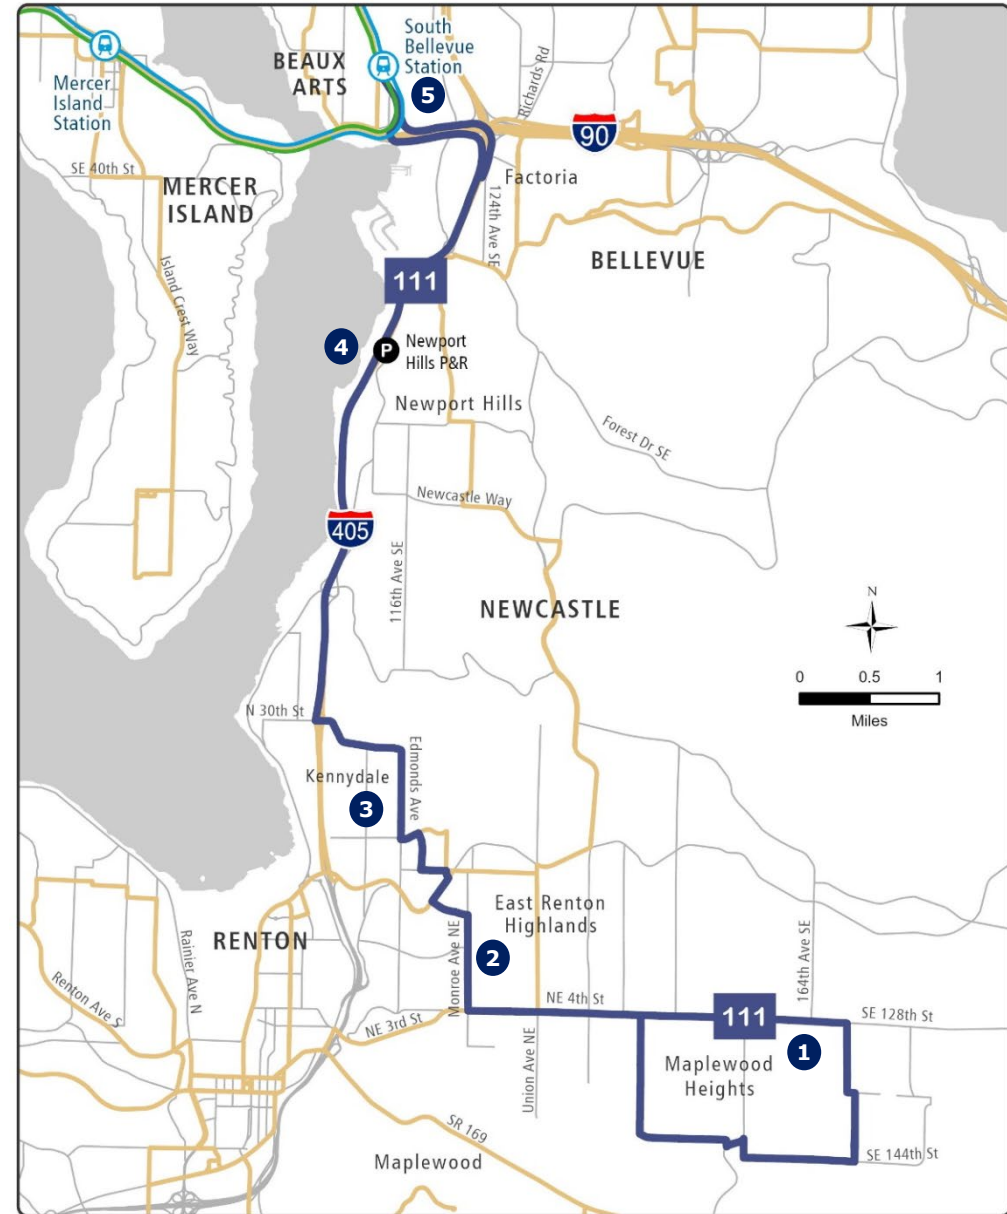 South
Bellevue
Station
BEAUX
ARTS
5
Mercer
Island
Station
Richards Rd
90
SE 40th St
MERCER
ISLAND
Factoria
124th Ave SE
BELLEVUE
Island Crest Way
111
4
P
Newport
Hills P&R
Newport Hills
Forest Dr SE
Newcastle Way
405
116th Ave SE
NEWCASTLE
N
0 0.5 1
Miles
N 30th St
Edmonds Ave
Kennydale
3
East Renton
Highlands
RENTON
Rainier Ave N
Renton Ave S
Monroe Ave NE
2
164th Ave SE
NE 4th St
NE 3rd St
111
SE 128th St
1
Union Ave NE
Maplewood
Heights
SR 169
SE 144th St
Maplewood